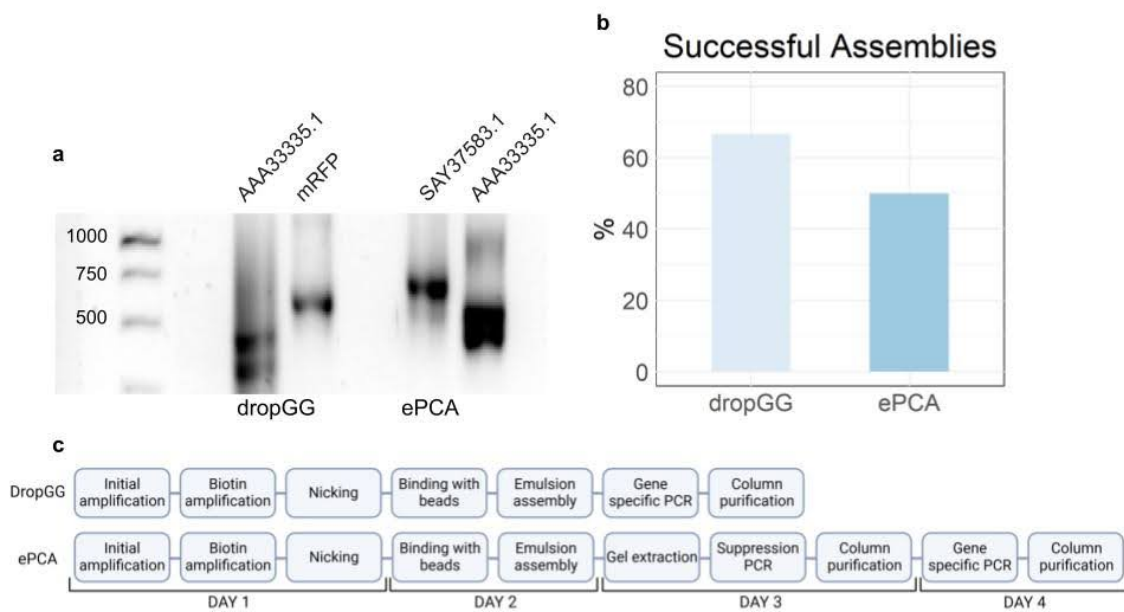 a
AAA33335.1
mRFP
SAY37583.1
AAA33335.1
1000
750
500
dropGG
ePCA
b
Successful Assemblies
%
80
60
40
20
0
dropGG
ePCA
c
DropGG
Initial
amplification
Biotin
amplification
Nicking
Binding with
beads
Emulsion
assembly
Gene
specific PCR
Column
purification
ePCA
Initial
amplification
Biotin
amplification
Nicking
Binding with
beads
Emulsion
assembly
Gel extraction
Suppression
PCR
Column
purification
Gene
specific PCR
Column
purification
DAY 1
DAY 2
DAY 3
DAY 4